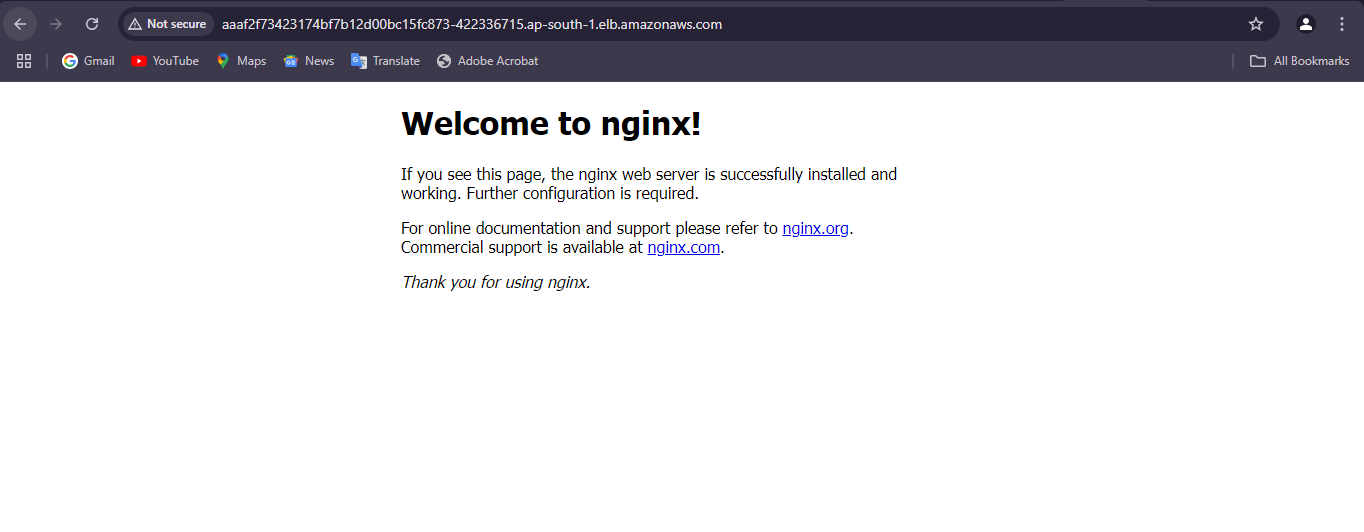 Not secure
aaaf2f73423174bf7b12d00bc15fc873-422336715.ap-south-1.elb.amazonaws.com
Gmail
YouTube
Maps
News
Translate
Adobe Acrobat
All Bookmarks
Welcome to nginx!
If you see this page, the nginx web server is successfully installed and
working. Further configuration is required.
For online documentation and support please refer to nginx.org.
Commercial support is available at nginx.com.
Thank you for using nginx.